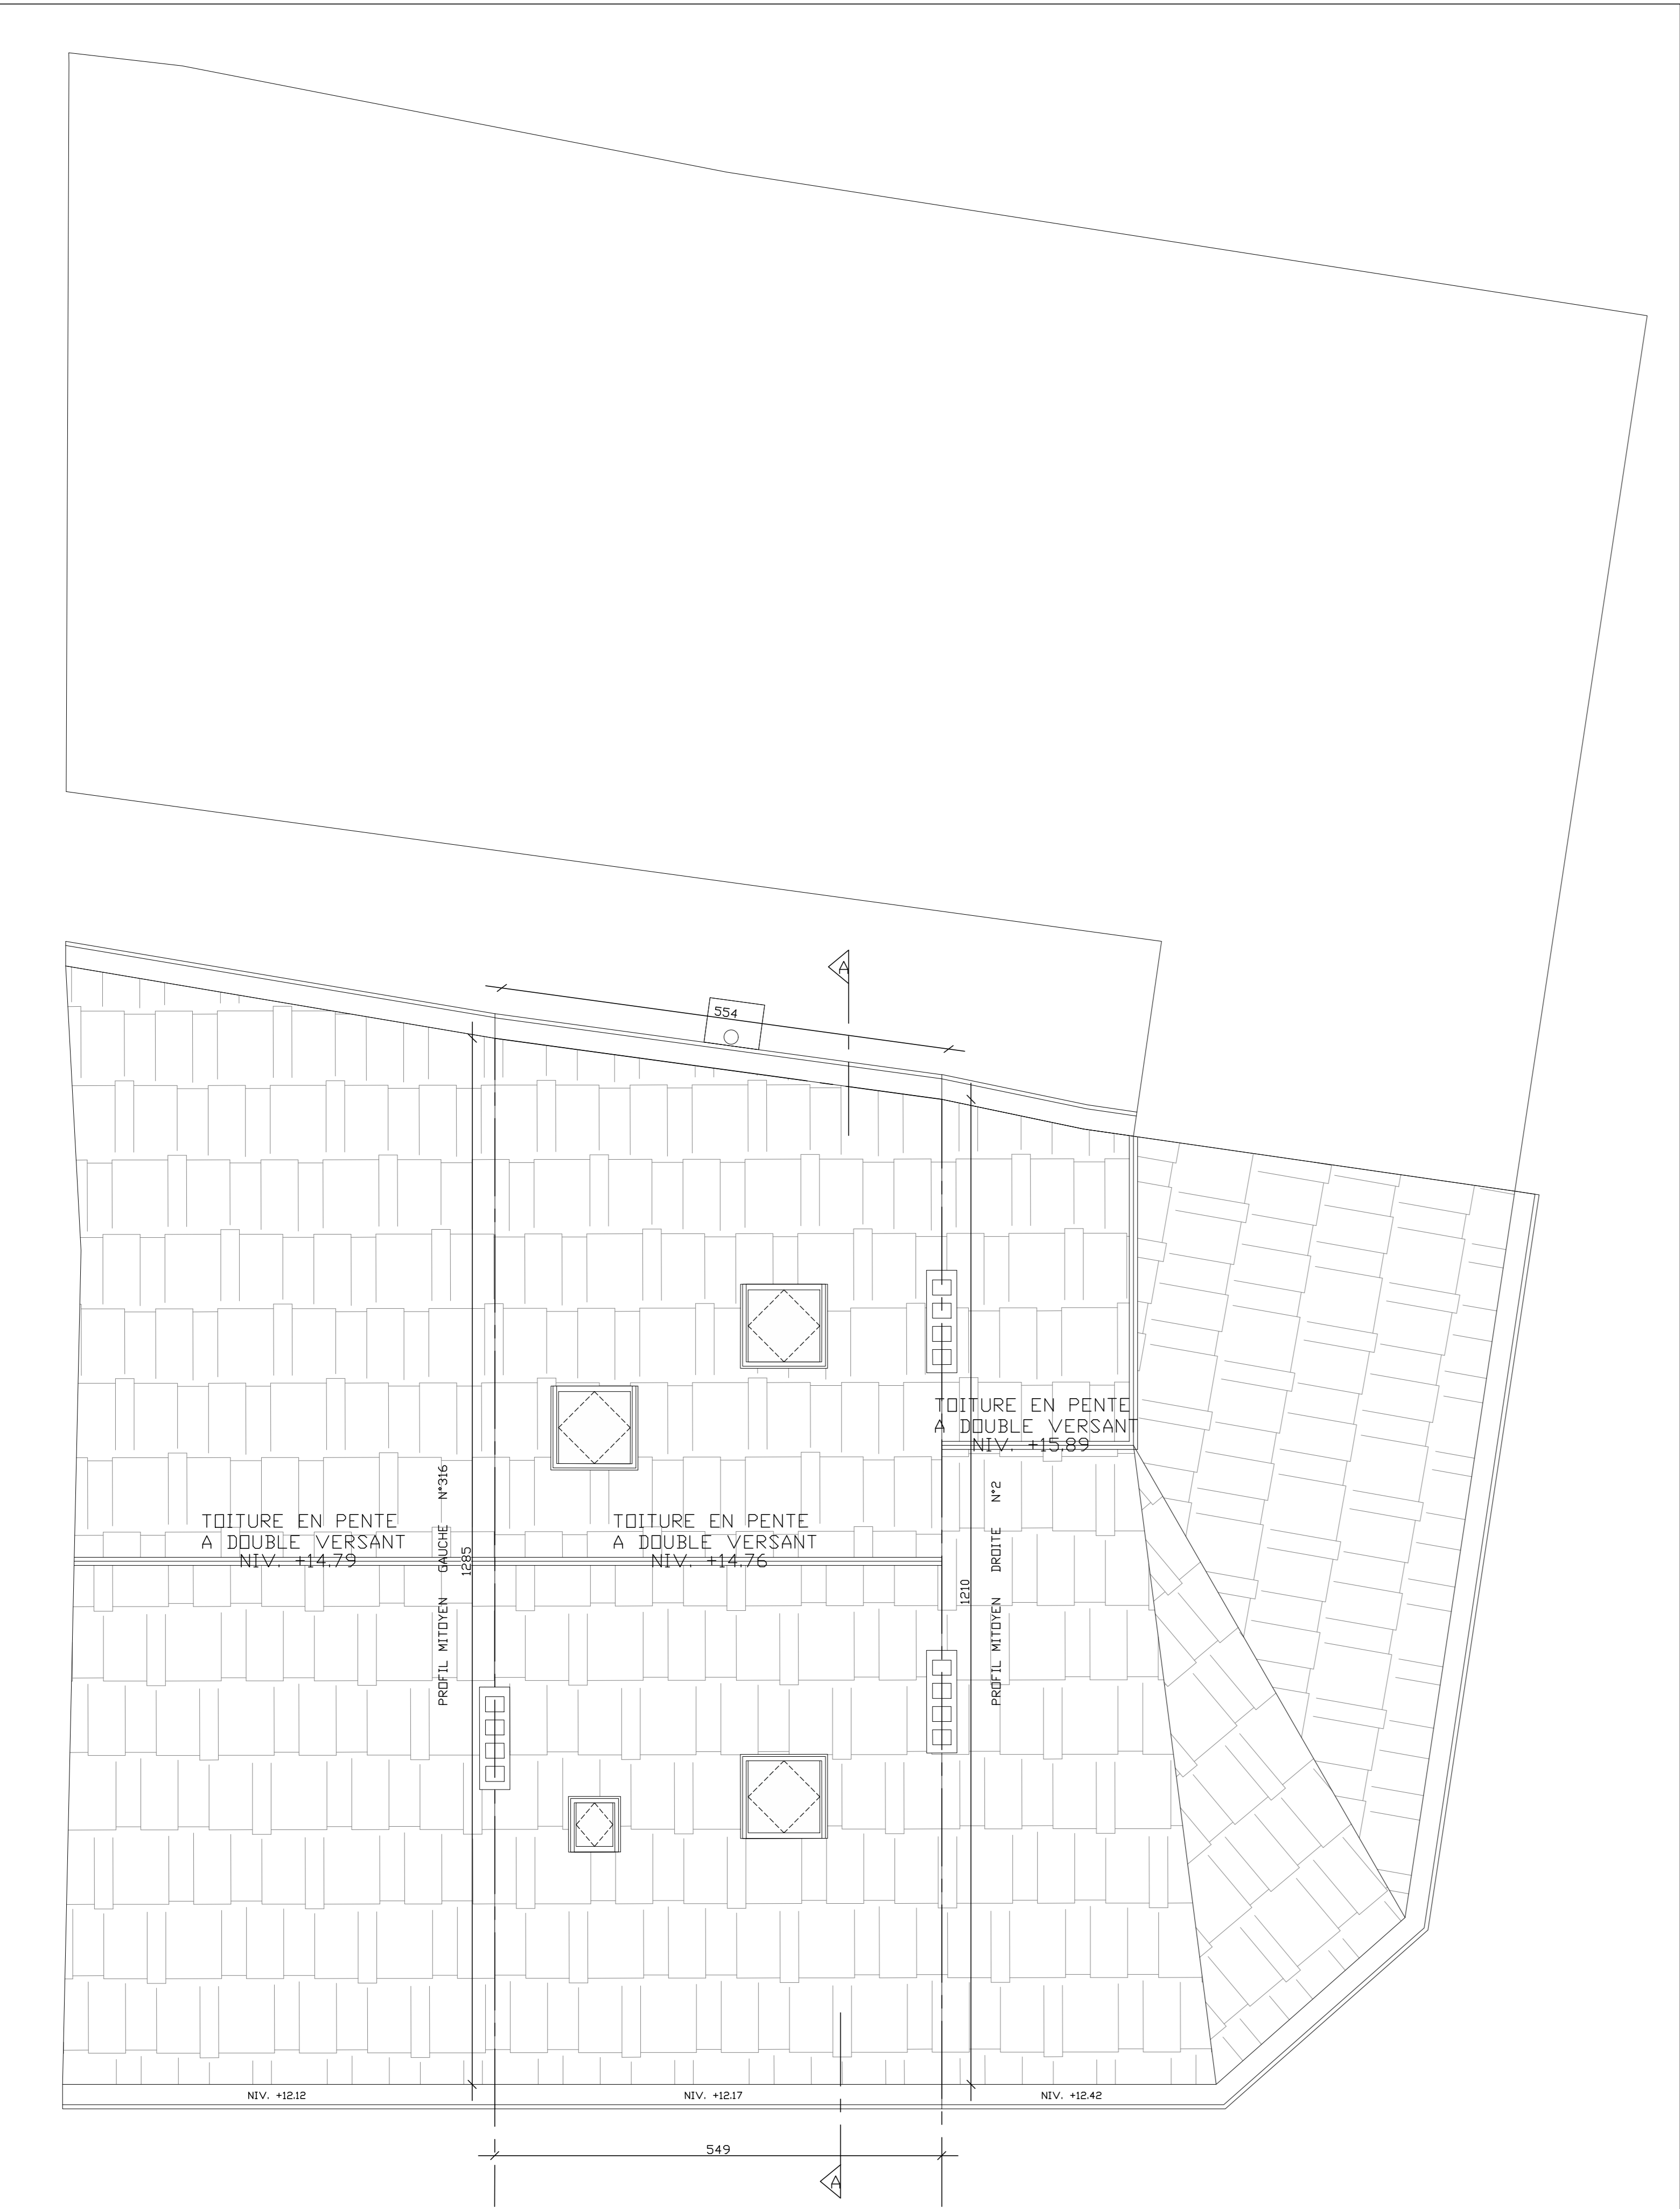 A
554
TOITURE EN PENTE
A DOUBLE VERSANT
NIV. +15.89
PROFIL MITOYEN GAUCHE N°316
1285
TOITURE EN PENTE
A DOUBLE VERSANT
NIV. +14.79
TOITURE EN PENTE
A DOUBLE VERSANT
NIV. +14.76
1210
PROFIL MITOYEN DROITE N°2
NIV. +12.12
NIV. +12.17
NIV. +12.42
549
A